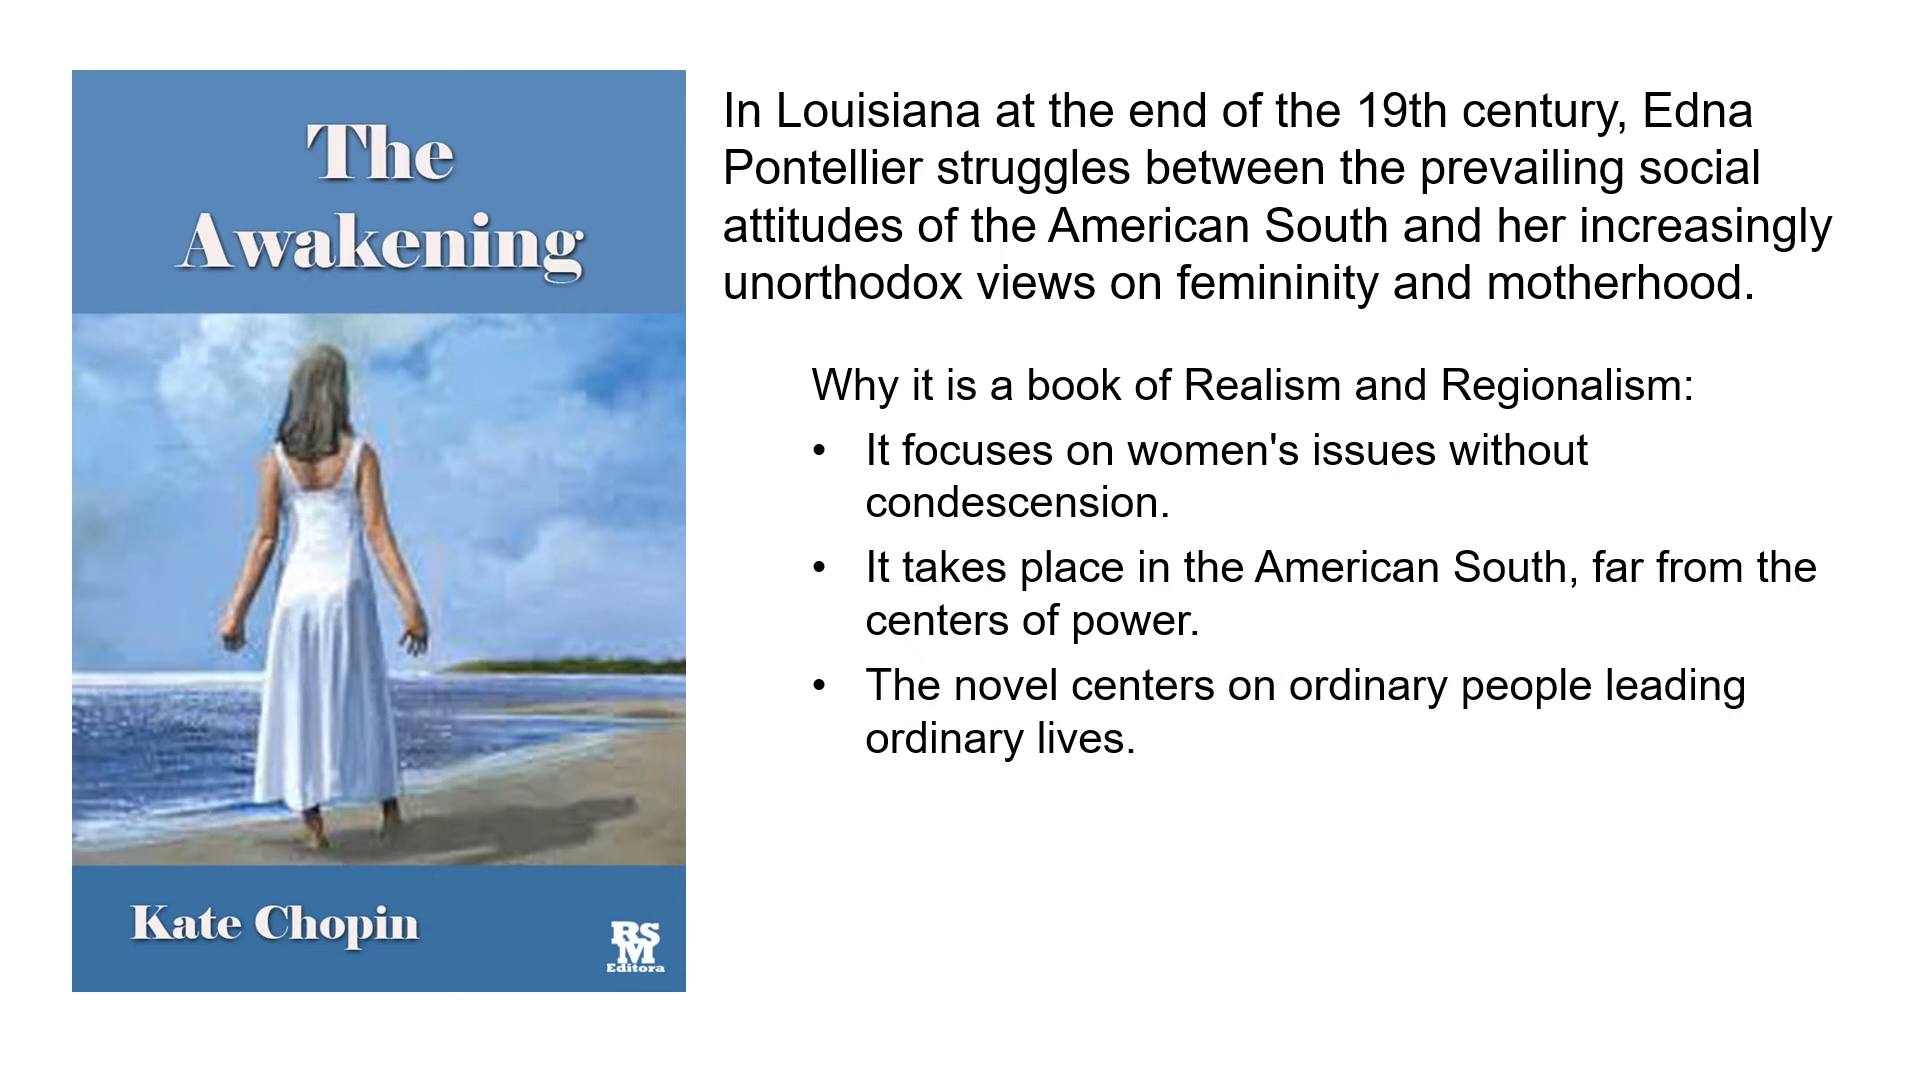 The
Awakening
Kate Chopin
RS
M
Editora
In Louisiana at the end of the 19th century, Edna
Pontellier struggles between the prevailing social
attitudes of the American South and her increasingly
unorthodox views on femininity and motherhood.
Why it is a book of Realism and Regionalism:
• It focuses on women's issues without
condescension.
• It takes place in the American South, far from the
centers of power.
• The novel centers on ordinary people leading
ordinary lives.